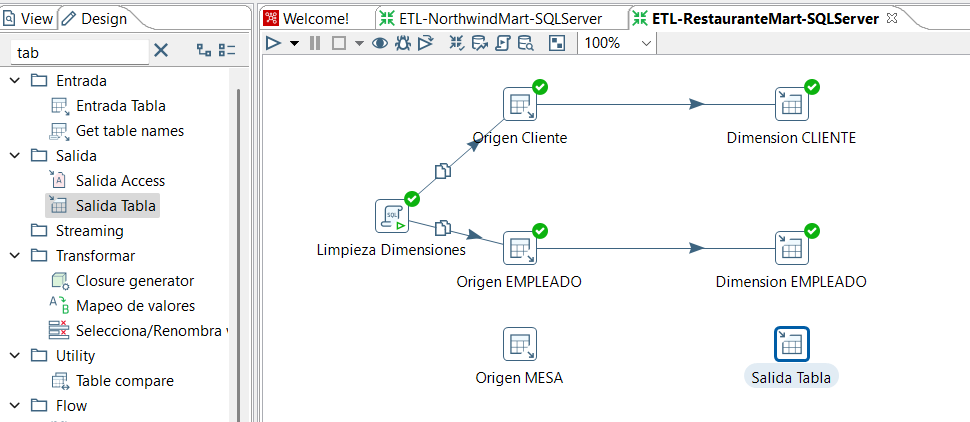 View
Design
Welcome!
ETL-NorthwindMart-SQLServer
ETL-RestauranteMart-SQLServer
tab
100%
Entrada
Entrada Tabla
Get table names
Salida
Salida Access
Salida Tabla
Streaming
Transformar
Closure generator
Mapeo de valores
Selecciona/Renombra
Utility
Table compare
Flow
Origen Cliente
Dimension CLIENTE
SQL
Limpieza Dimensiones
Origen EMPLEADO
Dimension EMPLEADO
Origen MESA
Salida Tabla